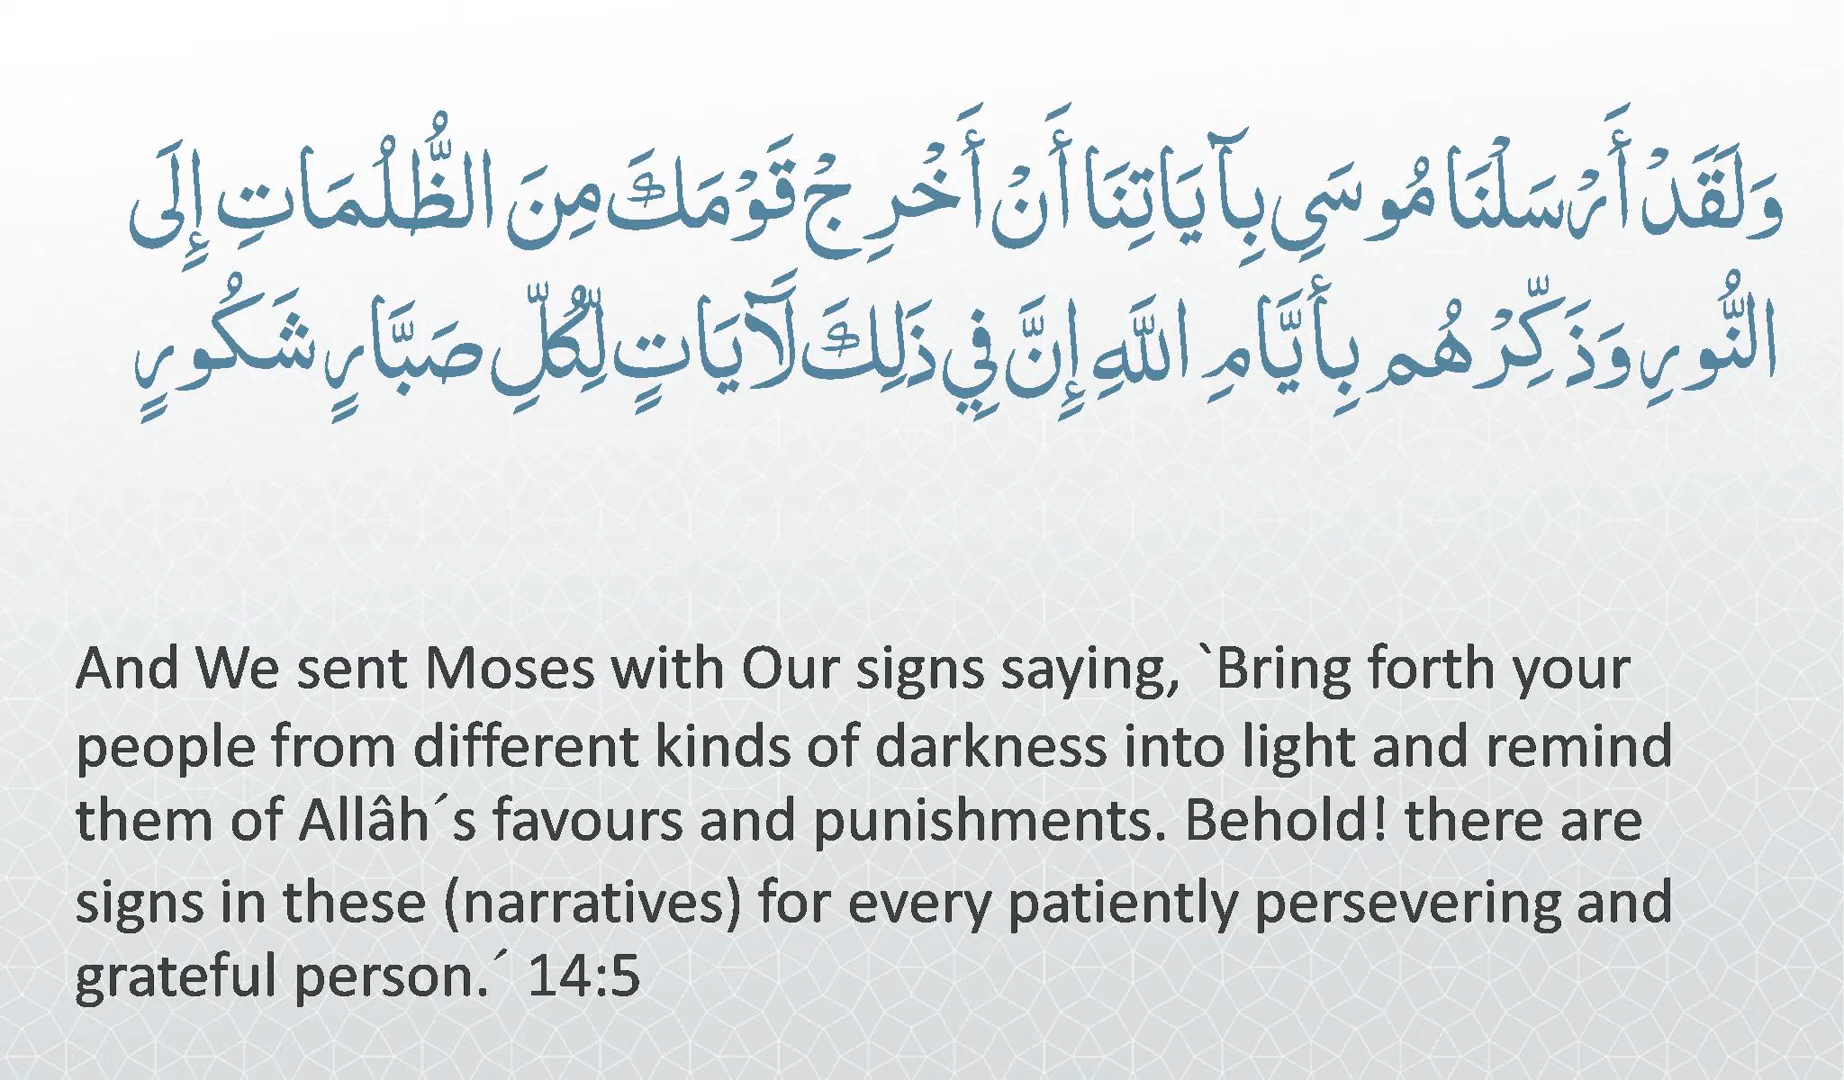 وَلَقَدْ أَرْسَلْنَا مُوسَى بِآيَاتِنَا أَنْ أَخْرِجْ قَوْمَكَ مِنَ الظُّلُمَاتِ إِلَى
النُّورِ وَذَكِّرْهُم بِأَيَّامِ اللَّهِ إِنَّ فِي ذَلِكَ لَآيَاتٍ لِّكُلِّ صَبَّارٍ شَكُورٍ
And We sent Moses with Our signs saying, `Bring forth your
people from different kinds of darkness into light and remind
them of Allâh´s favours and punishments. Behold! there are
signs in these (narratives) for every patiently persevering and
grateful person.´ 14:5